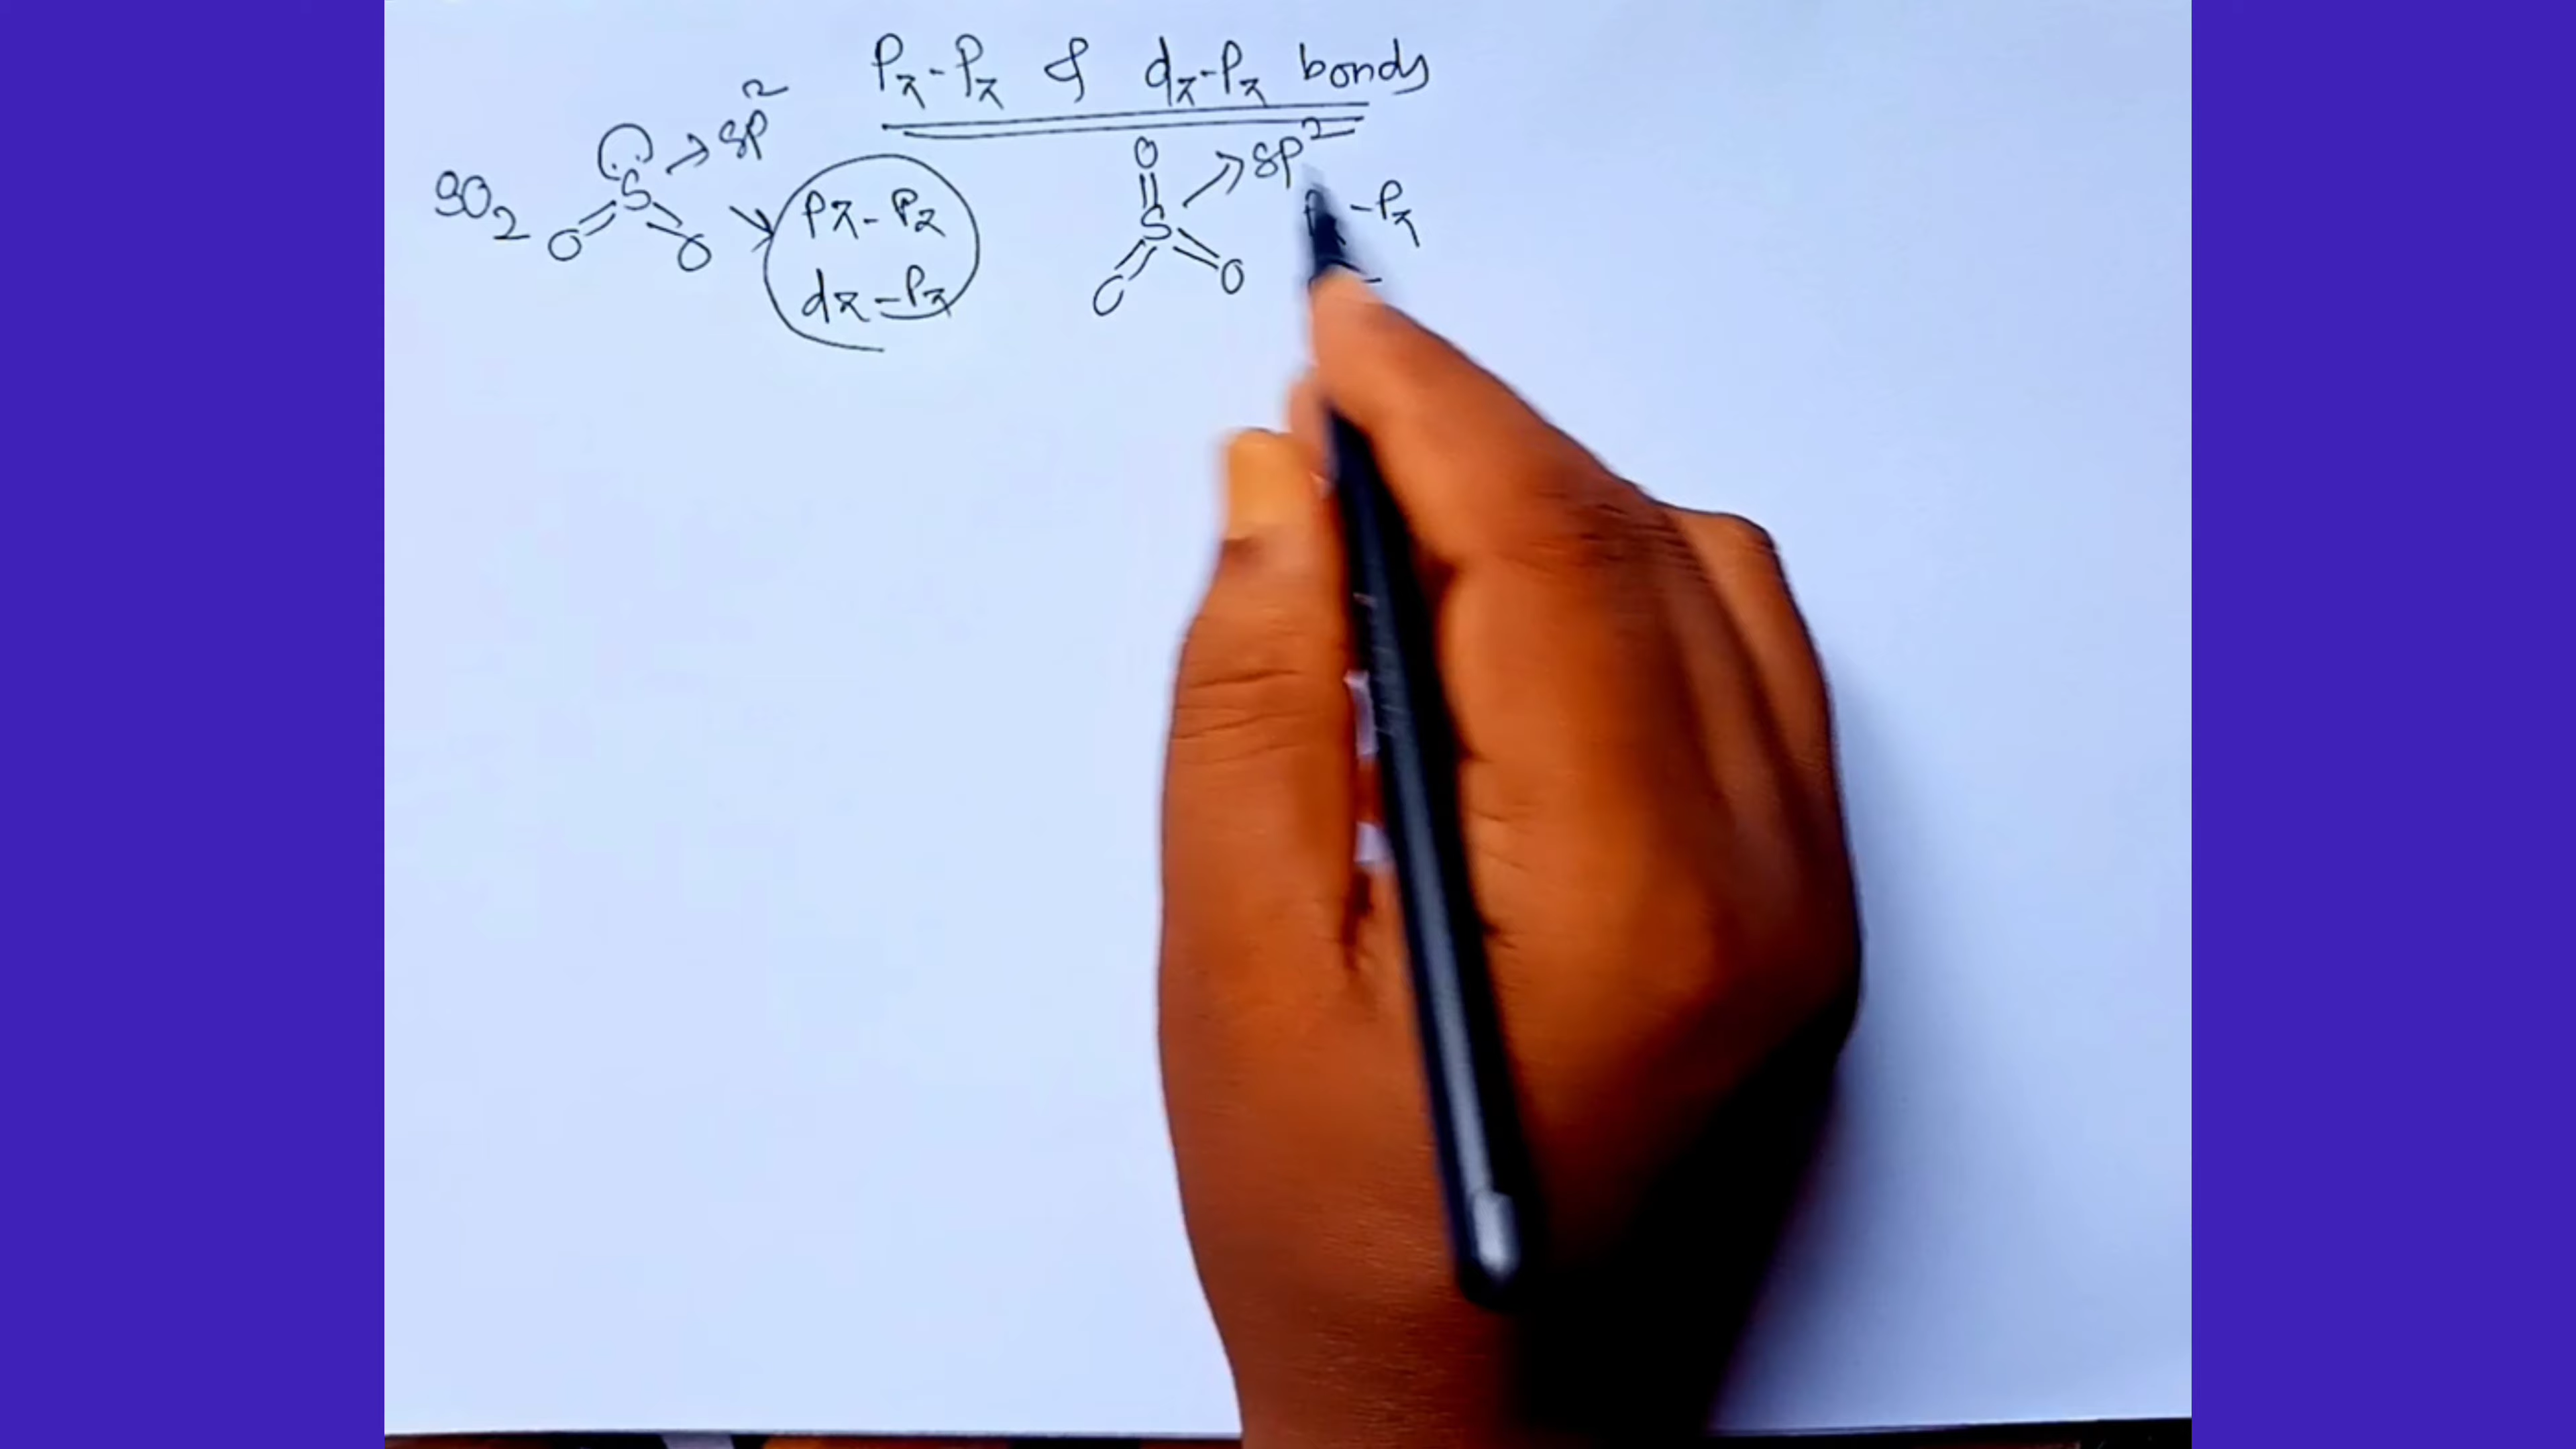 Pπ-Pπ & dπ-Pπ bonds
SO2
S
O
O
→ sp²
Pπ-Pπ
dπ-Pπ
O
S
O
O
→ sp²
-Pπ